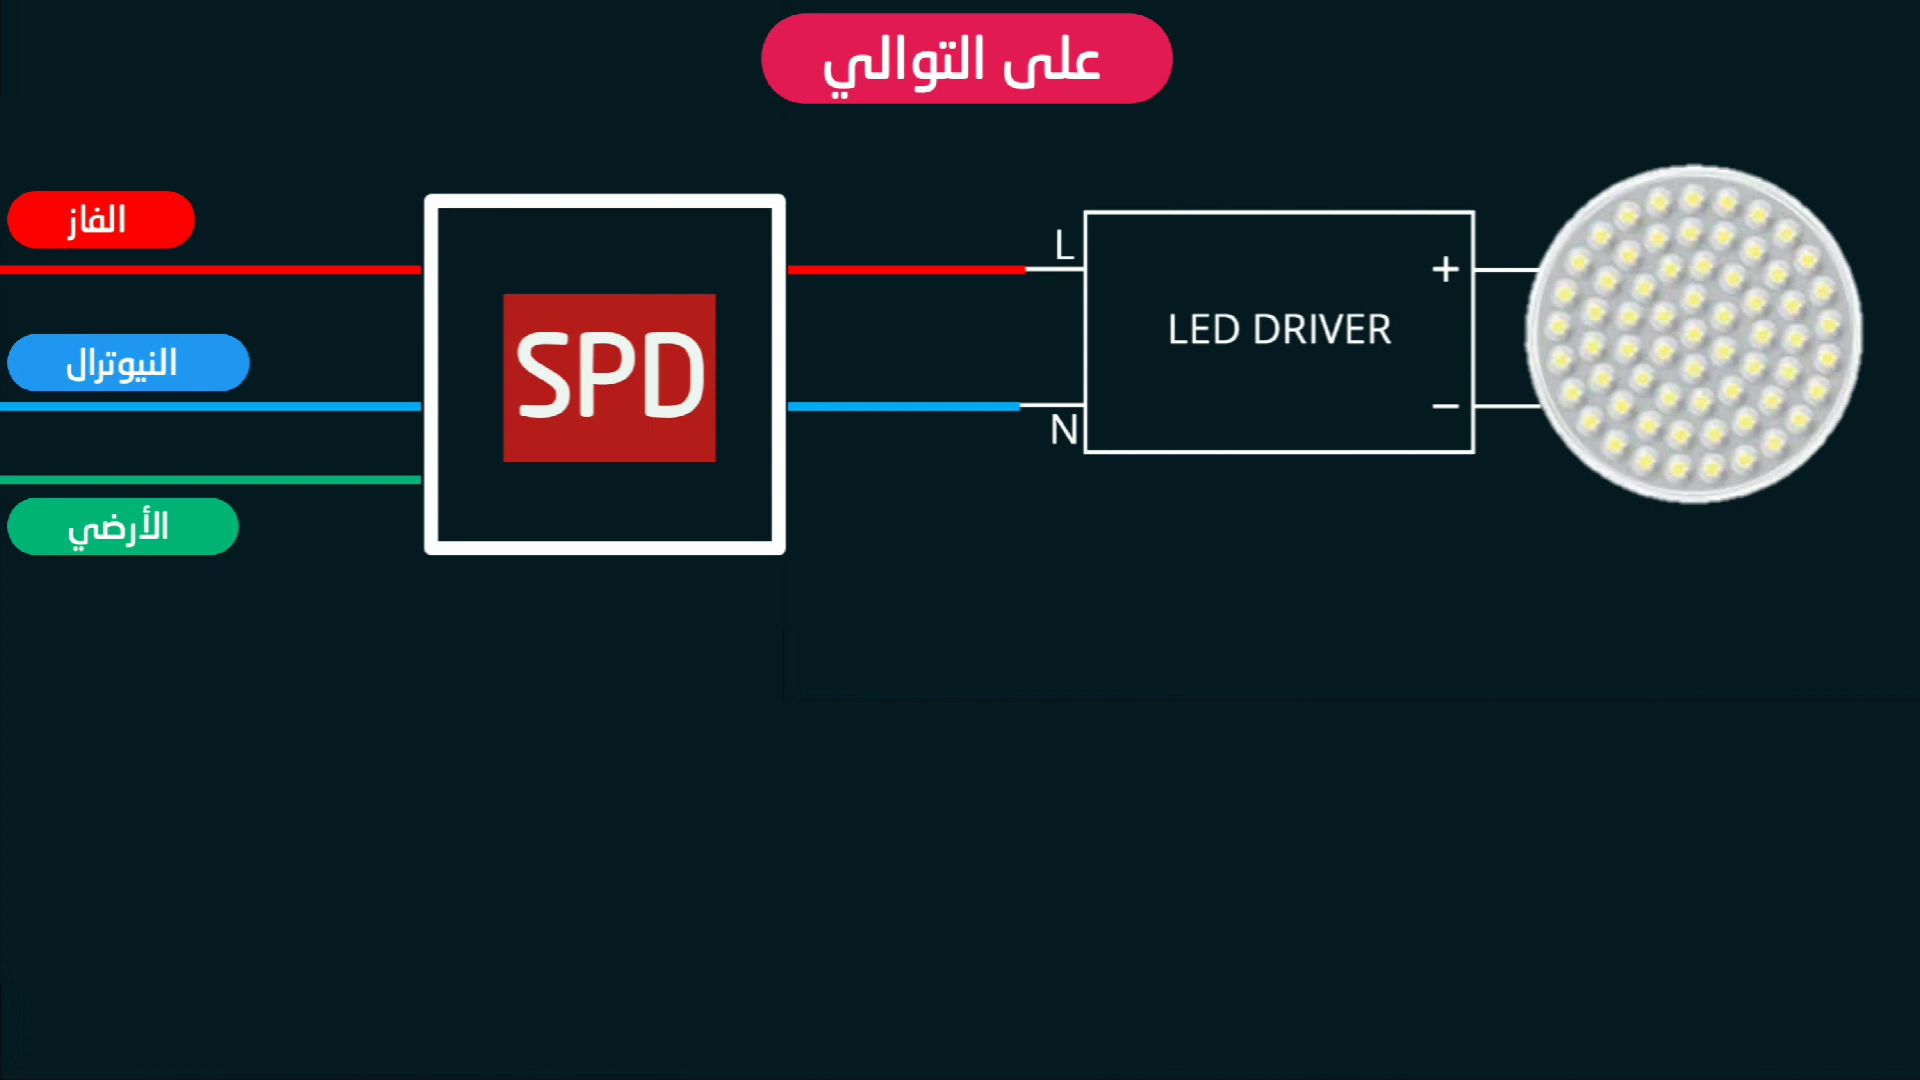 على التوالي
الفاز
النيوترال
الأرضي
SPD
L
N
LED DRIVER
+
−